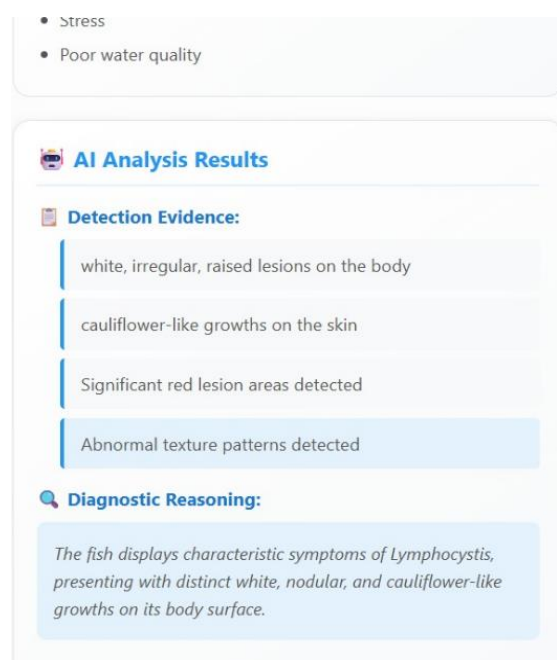 Stress
Poor water quality
AI Analysis Results
Detection Evidence:
white, irregular, raised lesions on the body
cauliflower-like growths on the skin
Significant red lesion areas detected
Abnormal texture patterns detected
Diagnostic Reasoning:
The fish displays characteristic symptoms of Lymphocystis,
presenting with distinct white, nodular, and cauliflower-like
growths on its body surface.